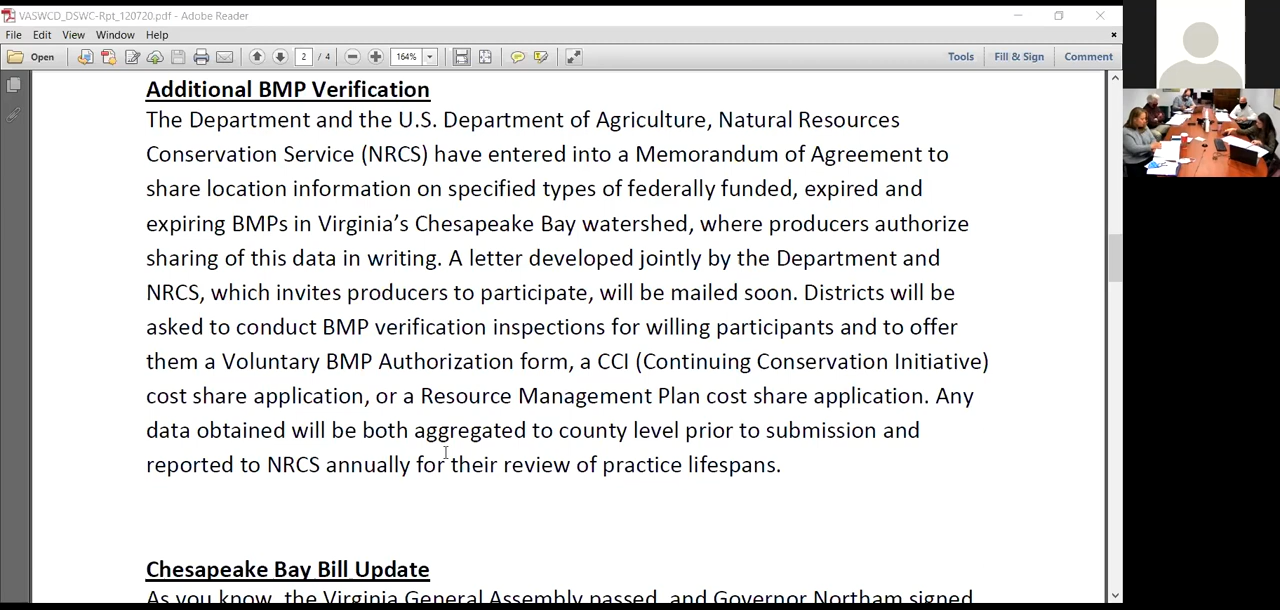 VASWCD_DSWC-Rpt_120720.pdf - Adobe Reader
File Edit View Window Help
Open 2 / 4 164% Tools Fill & Sign Comment
Additional BMP Verification
The Department and the U.S. Department of Agriculture, Natural Resources
Conservation Service (NRCS) have entered into a Memorandum of Agreement to
share location information on specified types of federally funded, expired and
expiring BMPs in Virginia’s Chesapeake Bay watershed, where producers authorize
sharing of this data in writing. A letter developed jointly by the Department and
NRCS, which invites producers to participate, will be mailed soon. Districts will be
asked to conduct BMP verification inspections for willing participants and to offer
them a Voluntary BMP Authorization form, a CCI (Continuing Conservation Initiative)
cost share application, or a Resource Management Plan cost share application. Any
data obtained will be both aggregated to county level prior to submission and
reported to NRCS annually for their review of practice lifespans.
Chesapeake Bay Bill Update
As you know, the Virginia General Assembly passed, and Governor Northam signed